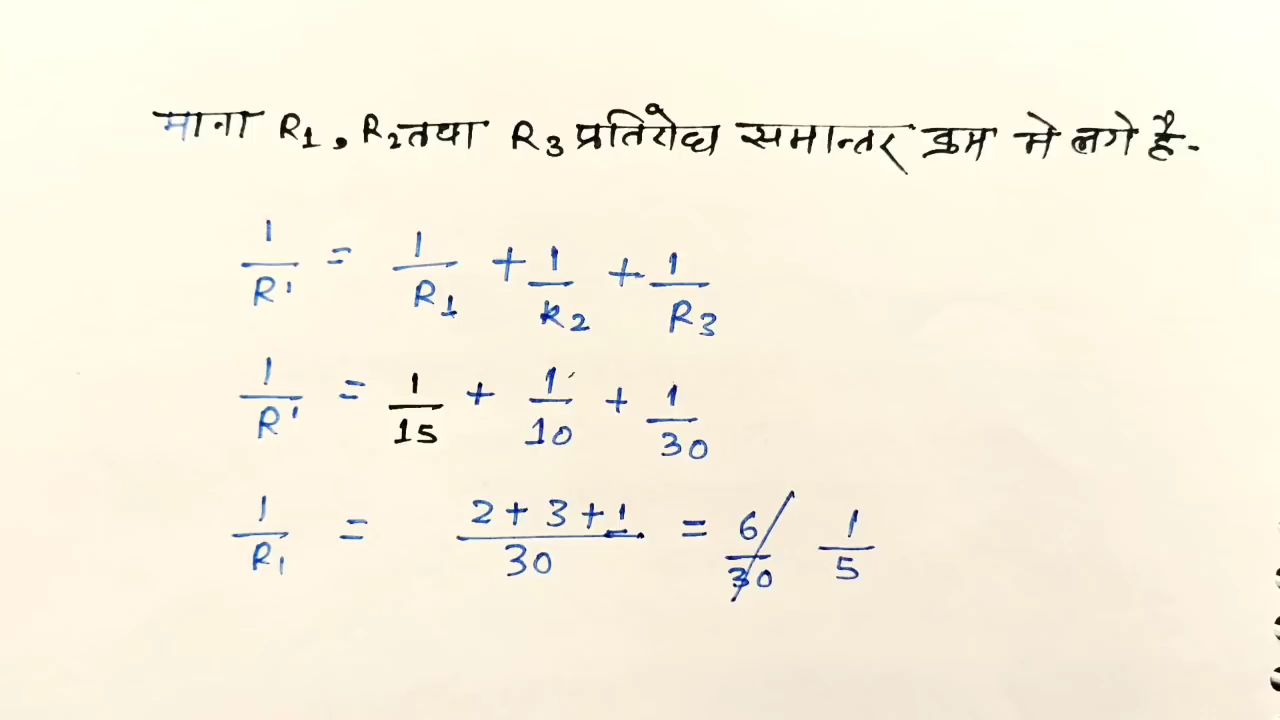 माना R1, R2 तथा R3 प्रतिरोध समान्तर क्रम मे लगे है.
1/R' = 1/R1 + 1/R2 + 1/R3
1/R' = 1/15 + 1/10 + 1/30
1/R1 = (2+3+1)/30 = 6/30 1/5